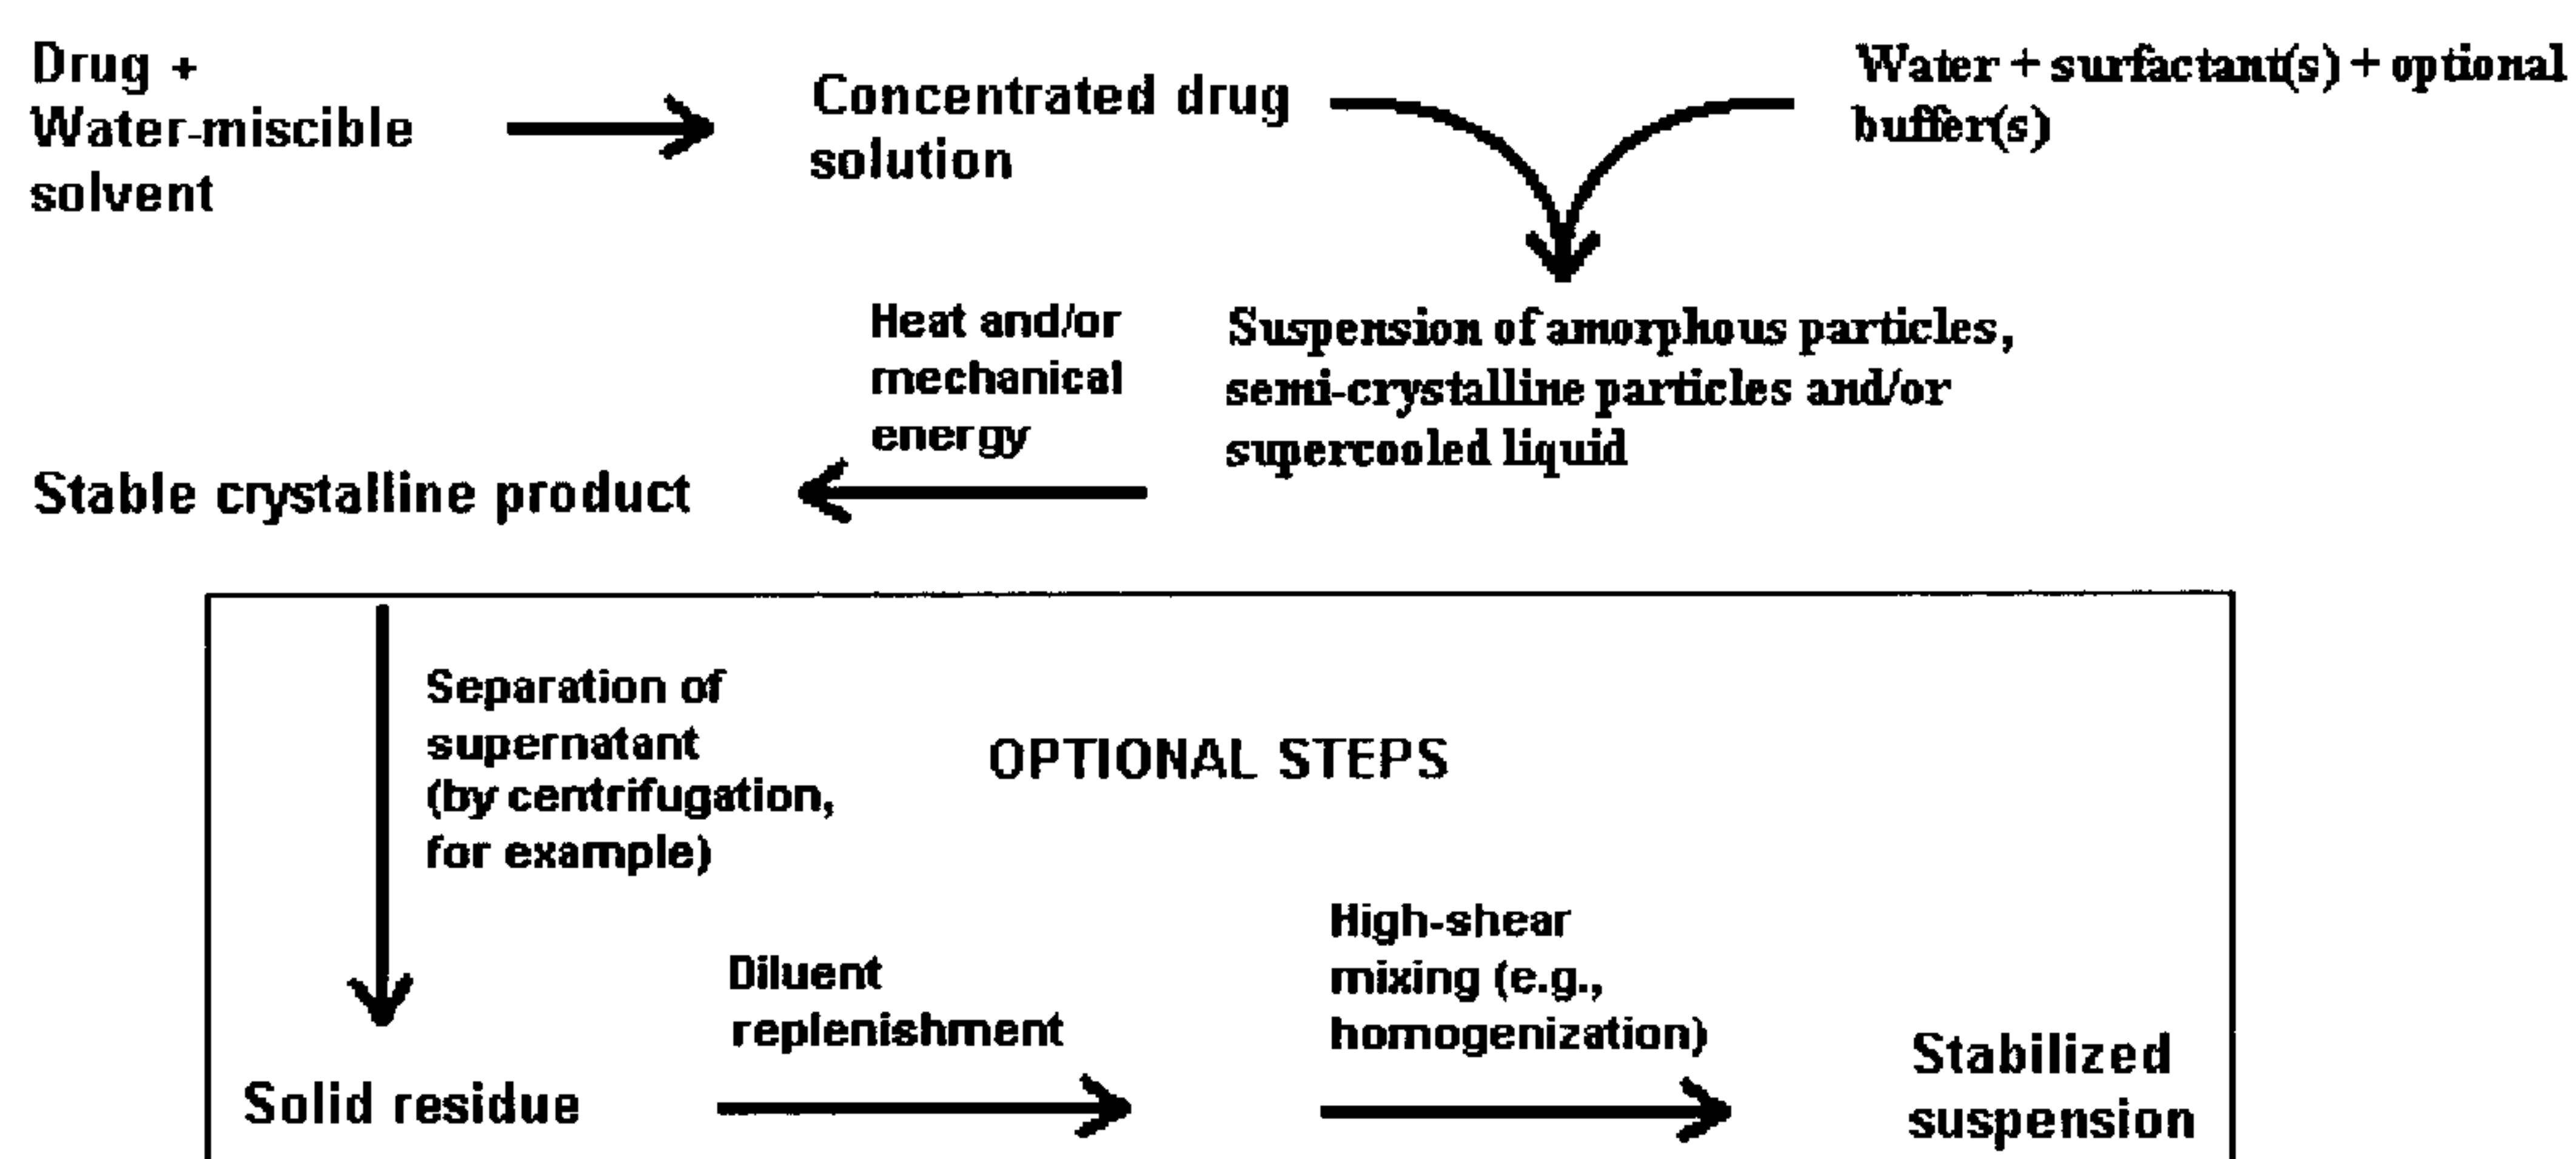 Drug +
Water-miscible
solvent
Concentrated drug
solution
Water + surfactant(s) + optional
buffer(s)
Suspension of amorphous particles,
semi-crystalline particles and/or
supercooled liquid
Heat and/or
mechanical
energy
Stable crystalline product
Separation of
supernatant
(by centrifugation,
for example)
OPTIONAL STEPS
Solid residue
Diluent
replenishment
High-shear
mixing (e.g.,
homogenization)
Stabilized
suspension